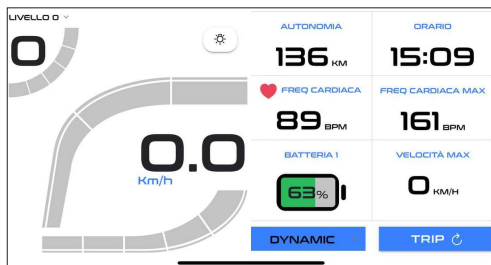 LIVELLO 0
0
0.0
Km/h
AUTONOMIA
136 KM
ORARIO
15:09
FREQ CARDIACA
89 BPM
FREQ CARDIACA MAX
161 BPM
BATTERIA 1
63%
VELOCITÀ MAX
0 KM/H
DYNAMIC
TRIP